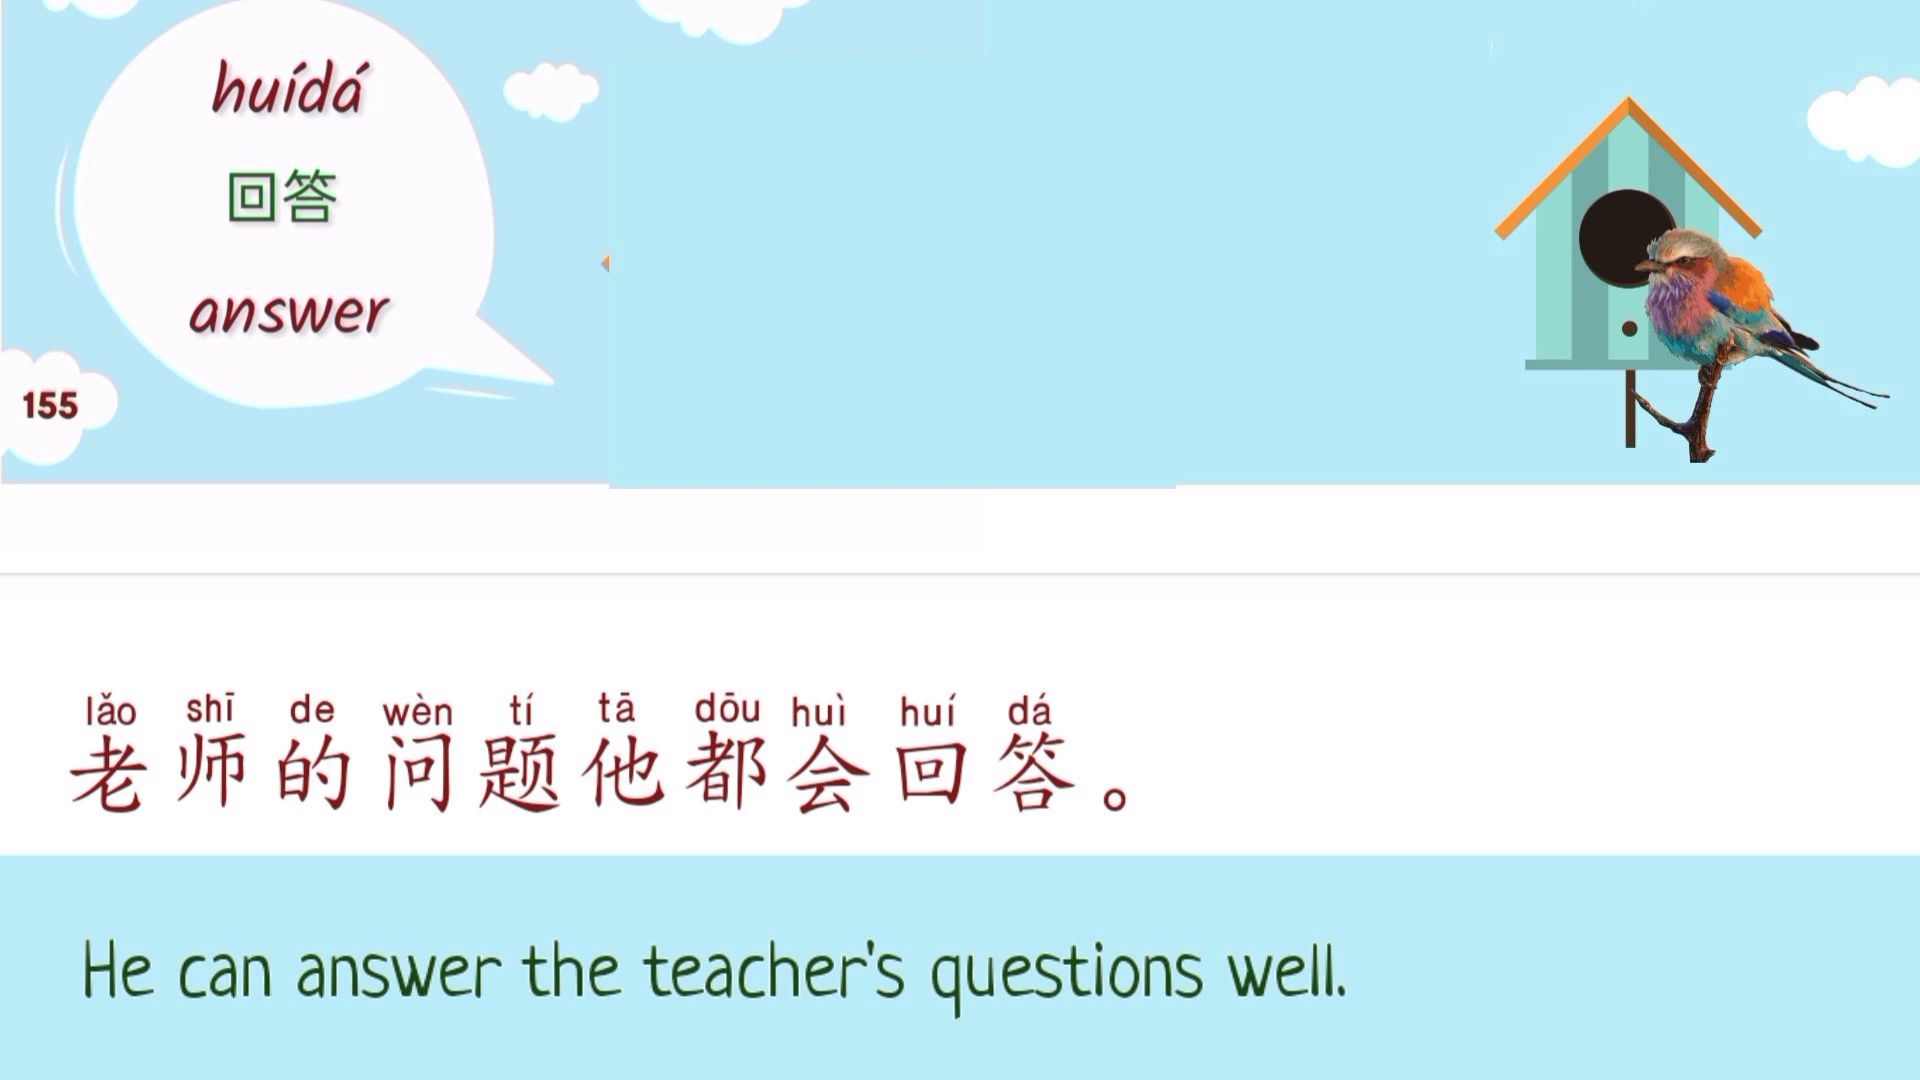 huídá
回答
answer
155
lǎo shī de wèn tí tā dōu huì huí dá
老师的问题他都会回答。
He can answer the teacher's questions well.